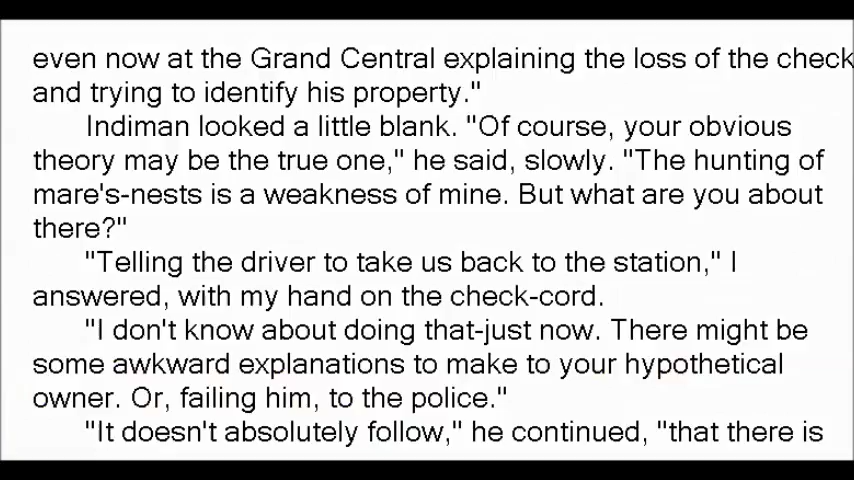 even now at the Grand Central explaining the loss of the check
and trying to identify his property."
Indiman looked a little blank. "Of course, your obvious
theory may be the true one," he said, slowly. "The hunting of
mare's-nests is a weakness of mine. But what are you about
there?"
"Telling the driver to take us back to the station," I
answered, with my hand on the check-cord.
"I don't know about doing that-just now. There might be
some awkward explanations to make to your hypothetical
owner. Or, failing him, to the police."
"It doesn't absolutely follow," he continued, "that there is